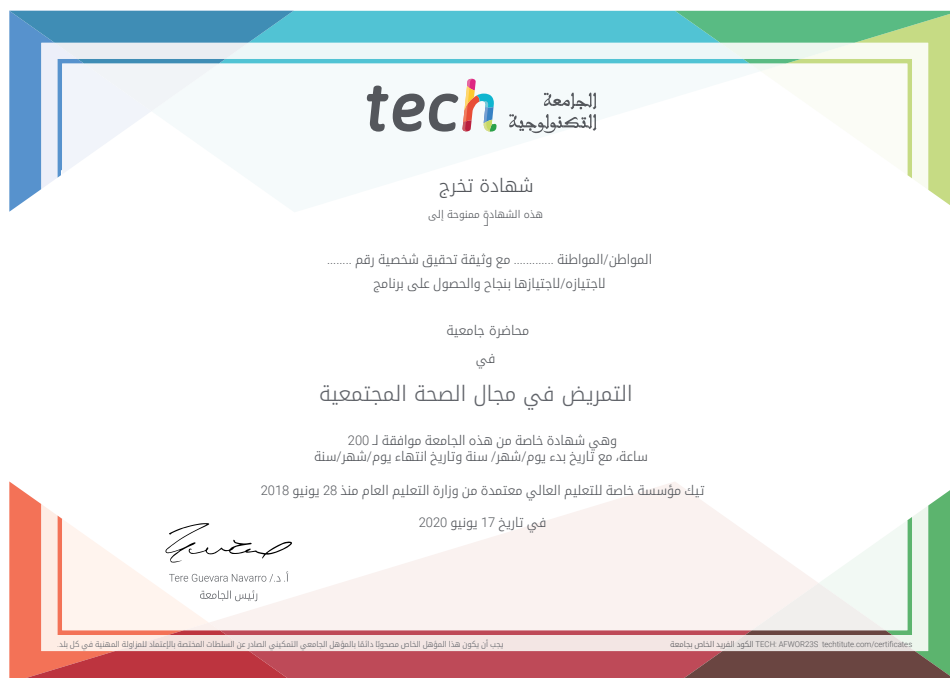 tech الجامعة
التكنولوجية
شهادة تخرج
هذه الشهادة ممنوحة إلى
المواطن/المواطنة ............. مع وثيقة تحقيق شخصية رقم ........
لاجتيازه/لاجتيازها بنجاح والحصول على برنامج
محاضرة جامعية
في
التمريض في مجال الصحة المجتمعية
وهي شهادة خاصة من هذه الجامعة موافقة لـ 200
ساعة، مع تاريخ بدء يوم/شهر/ سنة وتاريخ انتهاء يوم/شهر/سنة
تيك مؤسسة خاصة للتعليم العالي معتمدة من وزارة التعليم العام منذ 28 يونيو 2018
في تاريخ 17 يونيو 2020
أ. د./ Tere Guevara Navarro
رئيس الجامعة
يجب أن يكون هذا المؤهل الخاص مصحوبًا دائمًا بالمؤهل الجامعي التمكيني الصادر عن السلطات المختصة بالإعتماد للمزاولة المهنية في كل بلد.
الكود الفريد الخاص بجامعة TECH: AFWOR23S techtitute.com/certificates